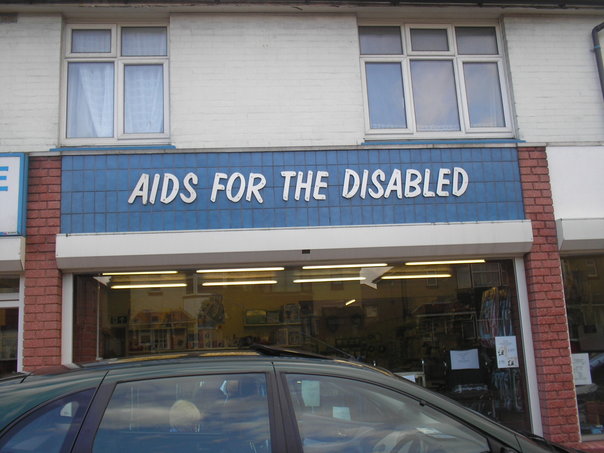 AIDS FOR THE DISABLED
E